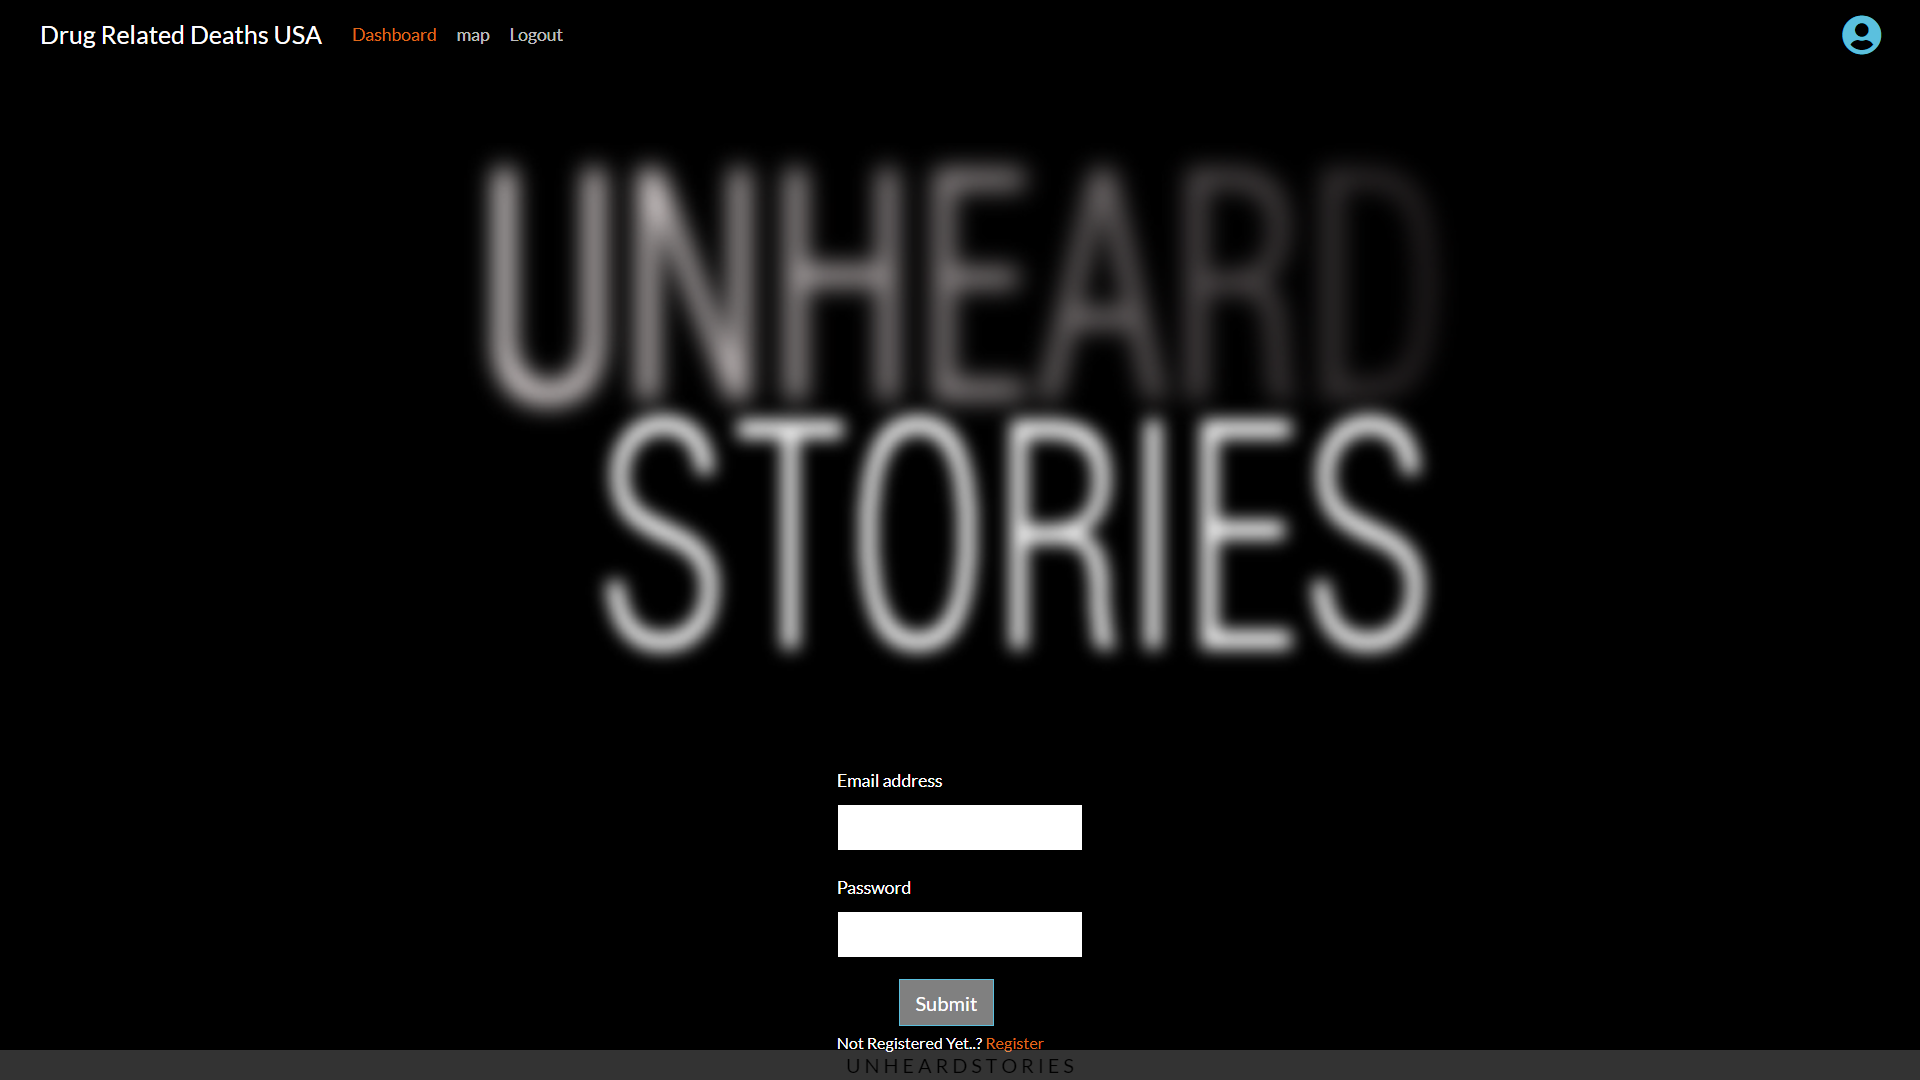 Drug Related Deaths USA Dashboard map Logout
UNHEARD
STORIES
Email address
Password
Submit
Not Registered Yet..? Register
UNHEARDSTORIES